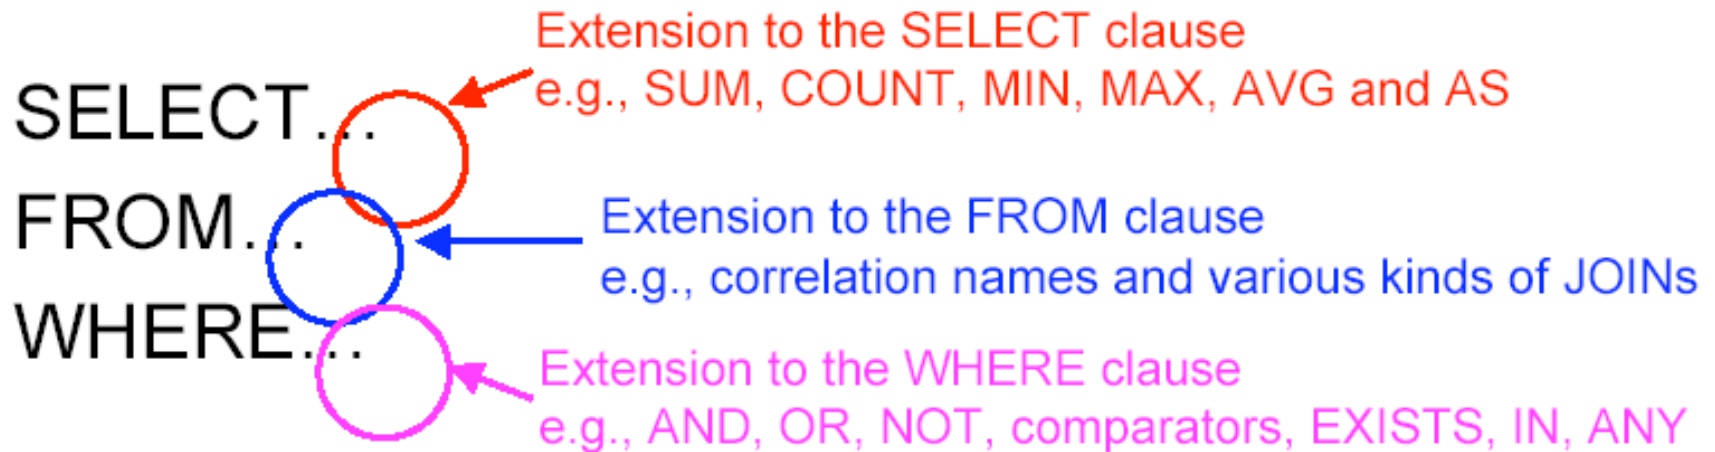 Extension to the SELECT clause
e.g., SUM, COUNT, MIN, MAX, AVG and AS
SELECT...
FROM...
Extension to the FROM clause
e.g., correlation names and various kinds of JOINs
WHERE...
Extension to the WHERE clause
e.g., AND, OR, NOT, comparators, EXISTS, IN, ANY